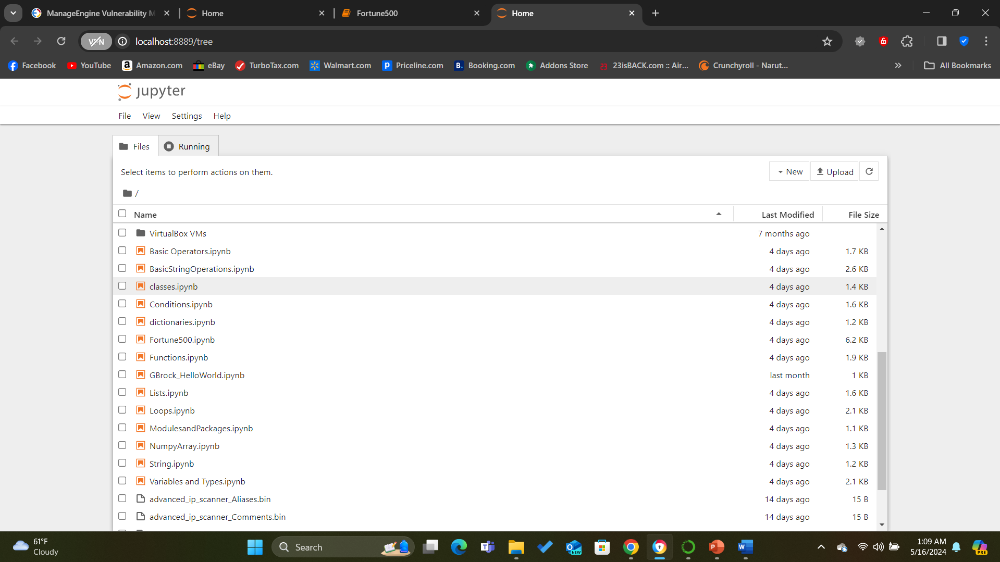 ManageEngine Vulnerability M
Home
Fortune500
Home
VPN
localhost:8889/tree
Facebook
YouTube
Amazon.com
eBay
TurboTax.com
Walmart.com
Priceline.com
Booking.com
Addons Store
23isBACK.com :: Air...
Crunchyroll - Narut...
All Bookmarks
jupyter
File View Settings Help
Files
Running
Select items to perform actions on them.
New
Upload
/
Name Last Modified File Size
VirtualBox VMs 7 months ago
Basic Operators.ipynb 4 days ago 1.7 KB
BasicStringOperations.ipynb 4 days ago 2.6 KB
classes.ipynb 4 days ago 1.4 KB
Conditions.ipynb 4 days ago 1.6 KB
dictionaries.ipynb 4 days ago 1.2 KB
Fortune500.ipynb 4 days ago 6.2 KB
Functions.ipynb 4 days ago 1.9 KB
GBrock_HelloWorld.ipynb last month 1 KB
Lists.ipynb 4 days ago 1.6 KB
Loops.ipynb 4 days ago 2.1 KB
ModulesandPackages.ipynb 4 days ago 1.1 KB
NumpyArray.ipynb 4 days ago 1.3 KB
String.ipynb 4 days ago 1.2 KB
Variables and Types.ipynb 4 days ago 2.1 KB
advanced_ip_scanner_Aliases.bin 14 days ago 15 B
advanced_ip_scanner_Comments.bin 14 days ago 15 B
61°F
Cloudy
Search
NEW
1:09 AM
5/16/2024
PRE